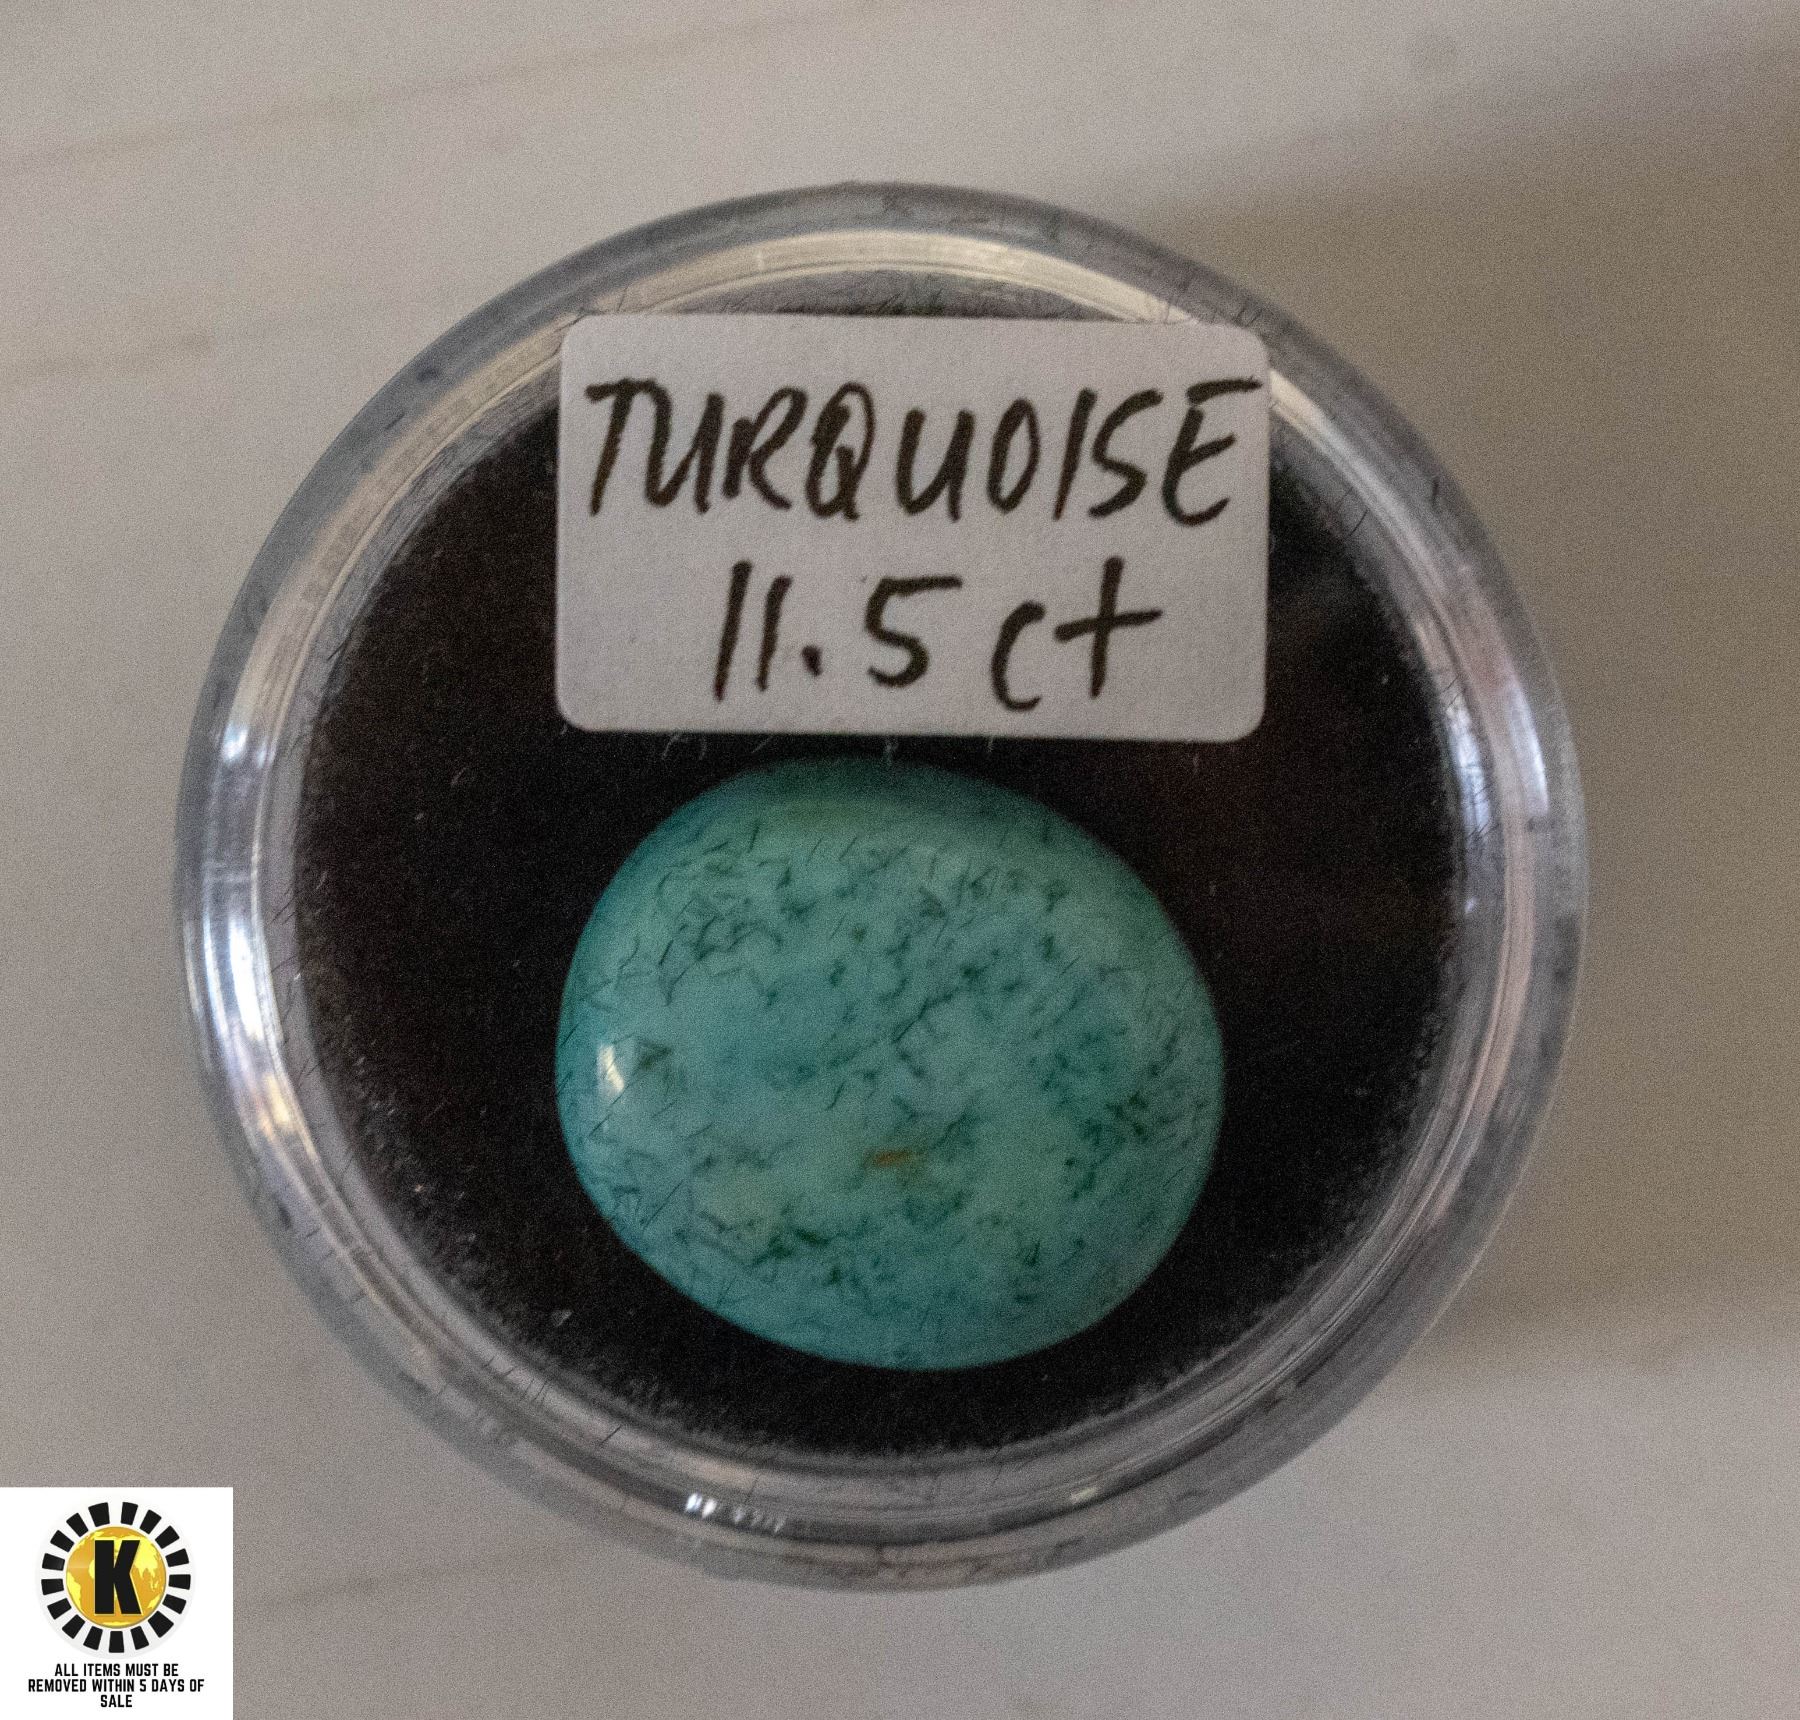 TURQUOISE
11.5 ct
K
ALL ITEMS MUST BE
REMOVED WITHIN 5 DAYS OF
SALE